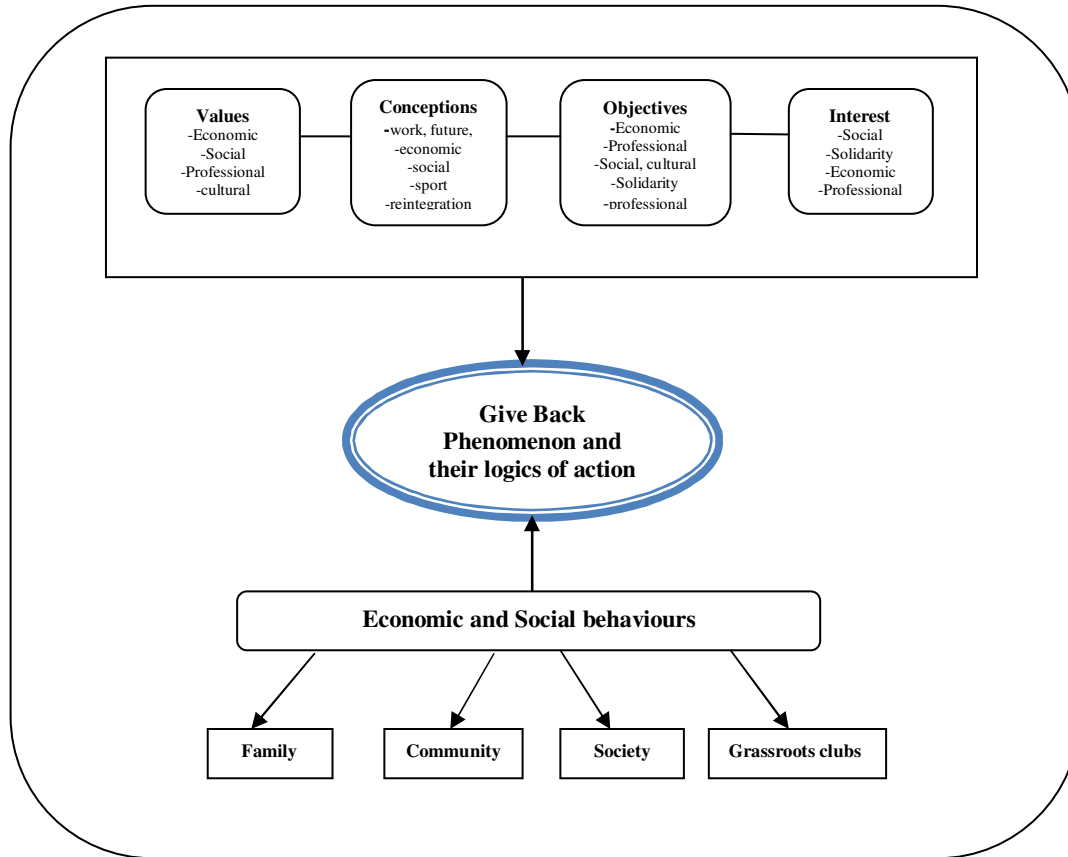 Values
-Economic
-Social
-Professional
-cultural
Conceptions
-work, future,
-economic
-social
-sport
-reintegration
Objectives
-Economic
-Professional
-Social, cultural
-Solidarity
-professional
Interest
-Social
-Solidarity
-Economic
-Professional
Give Back
Phenomenon and
their logics of action
Economic and Social behaviours
Family
Community
Society
Grassroots clubs